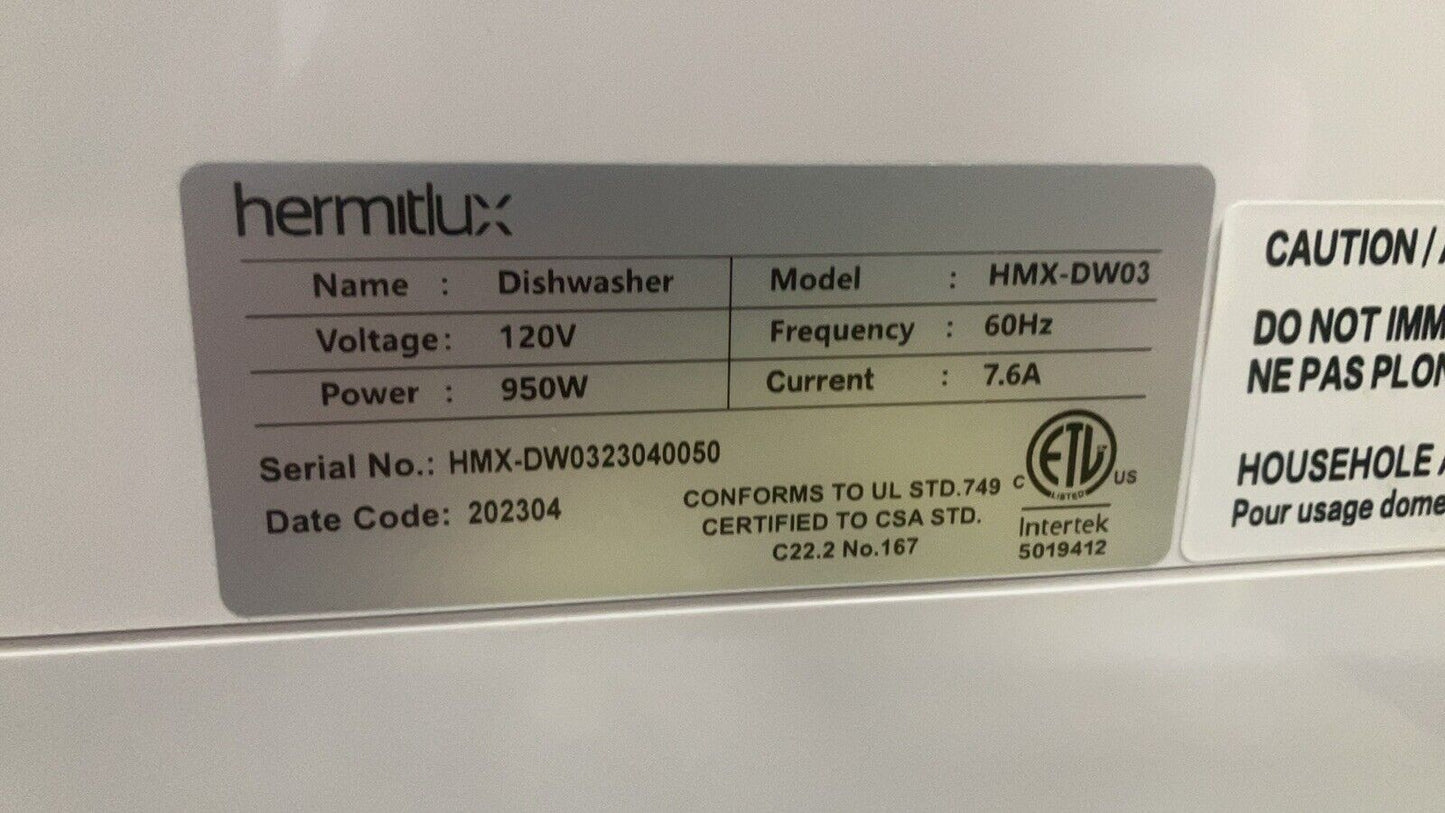 hermitlux
Name : Dishwasher Model : HMX-DW03
Voltage: 120V Frequency : 60Hz
Power : 950W Current : 7.6A
Serial No.: HMX-DW0323040050
Date Code: 202304
CONFORMS TO UL STD.749
CERTIFIED TO CSA STD.
C22.2 No.167
C ETL US
LISTED
Intertek
5019412
CAUTION /
DO NOT IMM
NE PAS PLON
HOUSEHOLE A
Pour usage dome